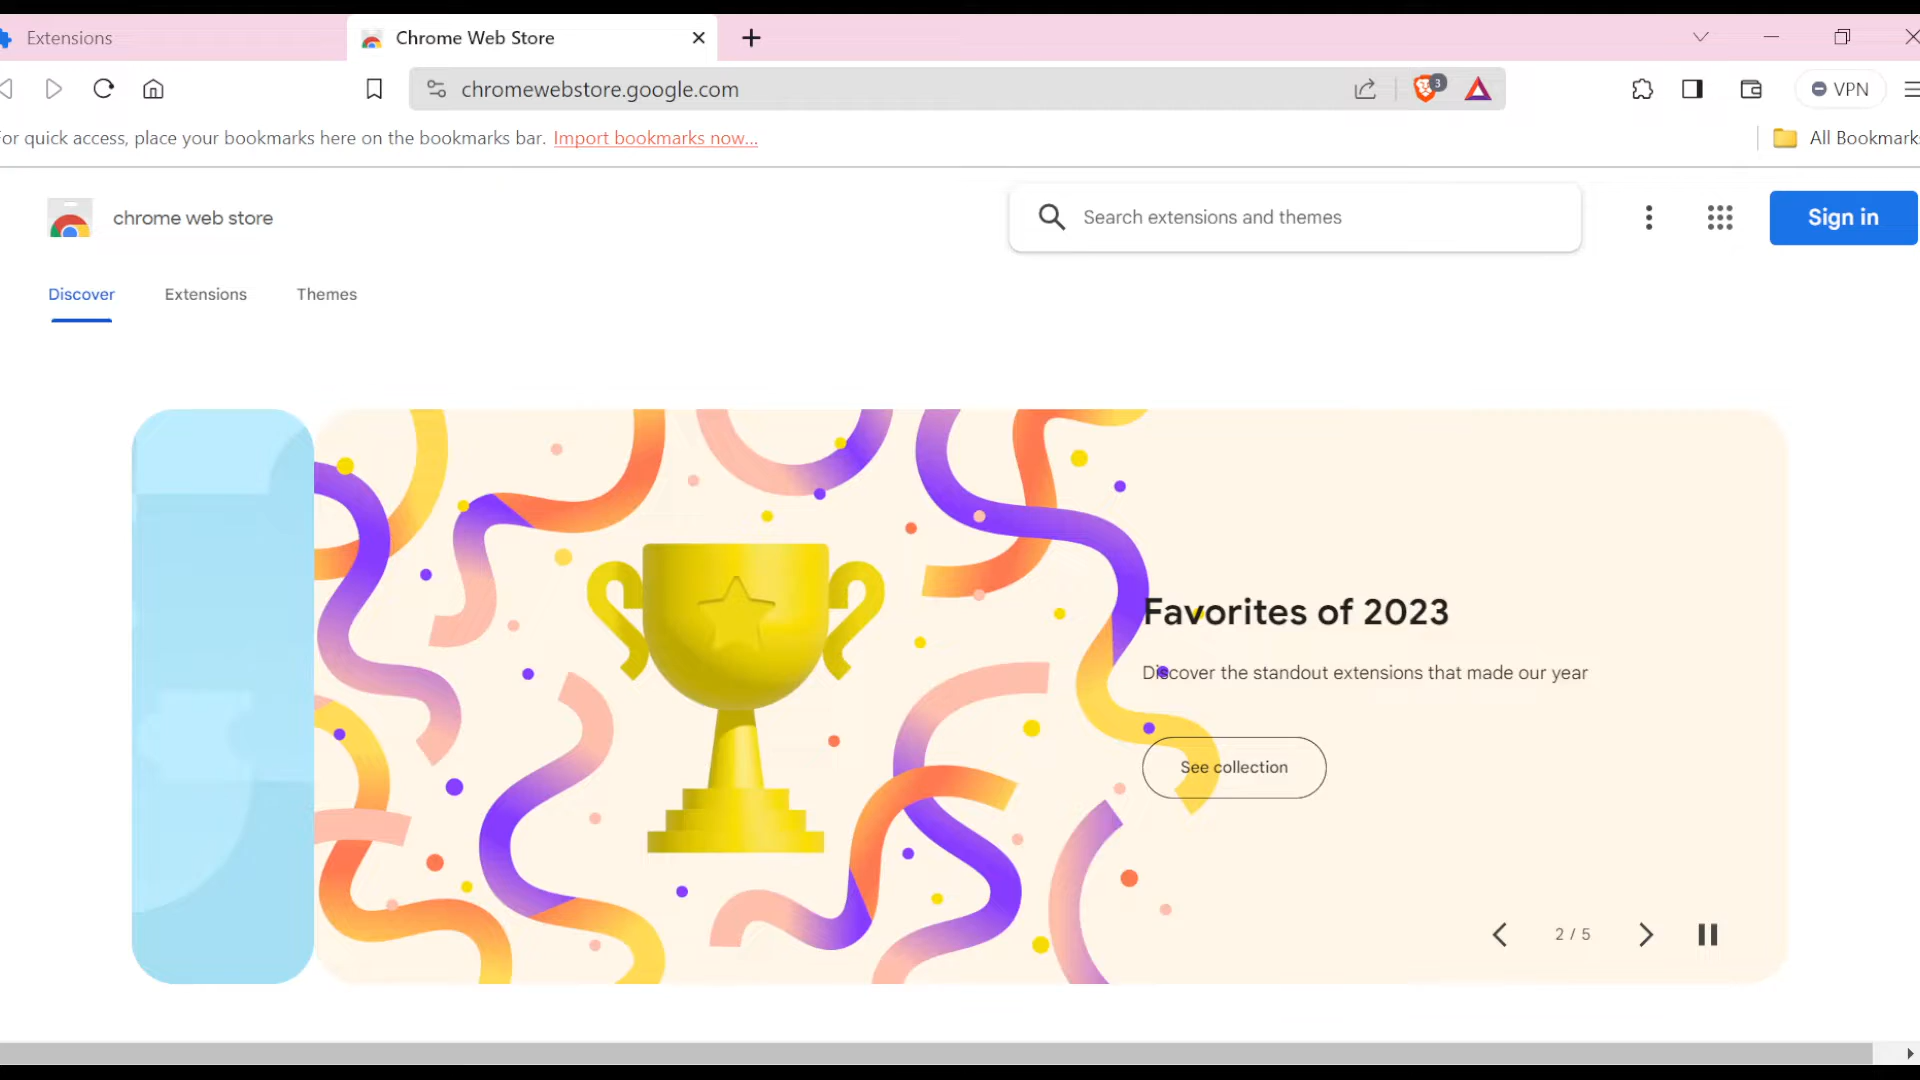 Extensions
Chrome Web Store
chromewebstore.google.com
3
VPN
or quick access, place your bookmarks here on the bookmarks bar. Import bookmarks now...
All Bookmarks
chrome web store
Search extensions and themes
Sign in
Discover
Extensions
Themes
Favorites of 2023
Discover the standout extensions that made our year
See collection
2 / 5